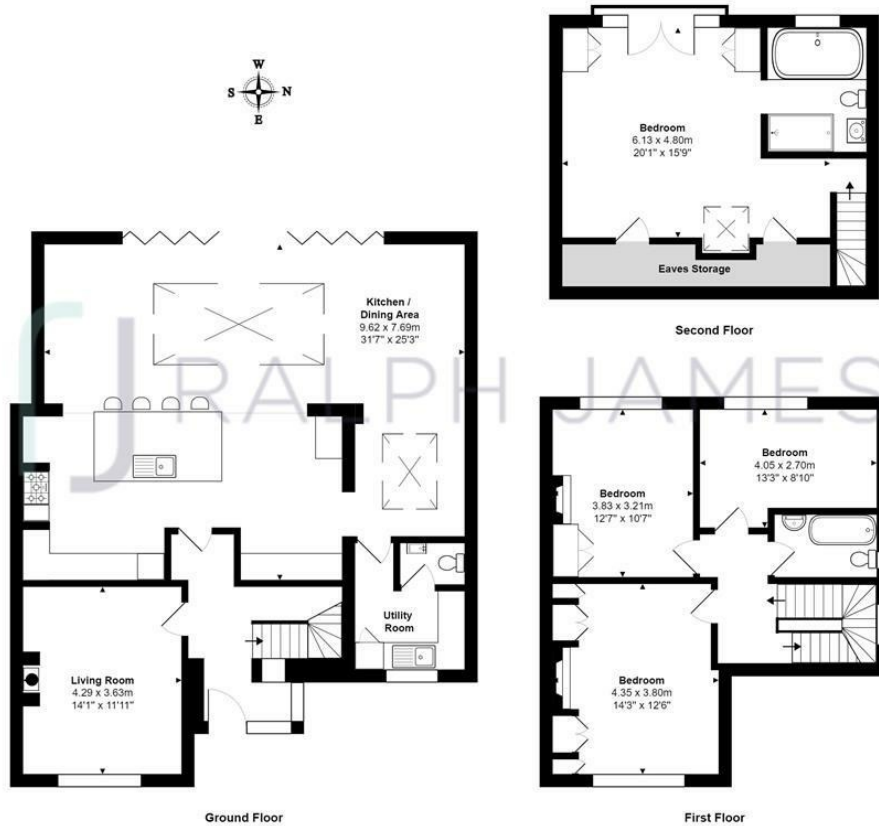 W
S N
E
Kitchen /
Dining Area
9.62 x 7.69m
31'7" x 25'3"
Utility
Room
Living Room
4.29 x 3.63m
14'1" x 11'11"
Ground Floor
Bedroom
6.13 x 4.80m
20'1" x 15'9"
Eaves Storage
Second Floor
RALPH JAMES
Bedroom
4.05 x 2.70m
13'3" x 8'10"
Bedroom
3.83 x 3.21m
12'7" x 10'7"
Bedroom
4.35 x 3.80m
14'3" x 12'6"
First Floor